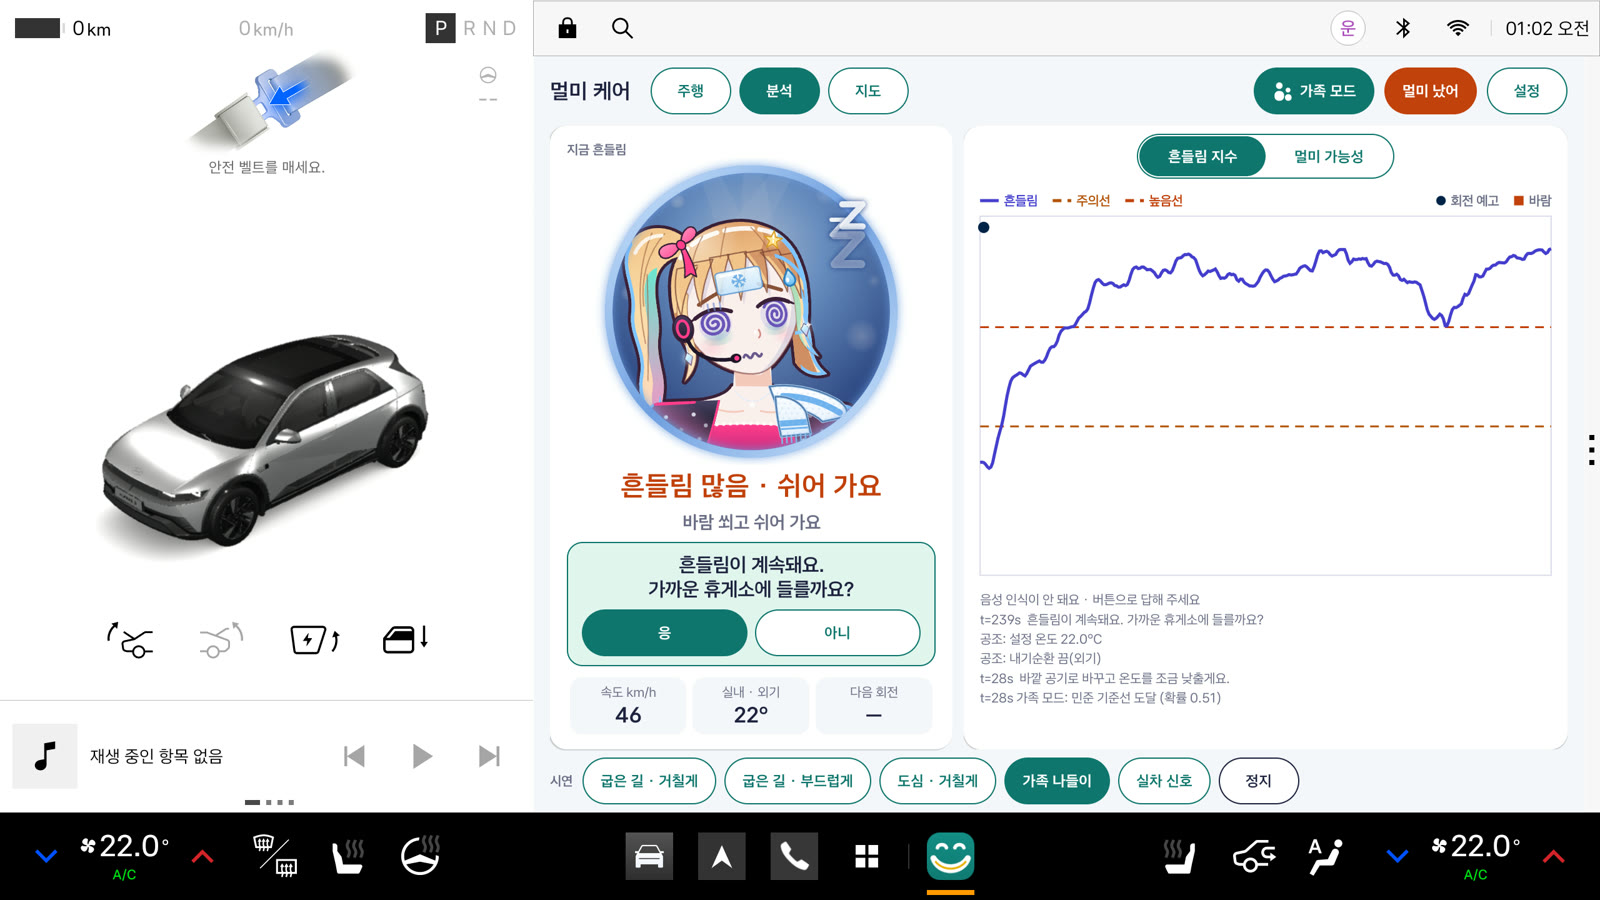 0km
0km/h
P R N D
--
안전 벨트를 매세요.
재생 중인 항목 없음
운
01:02 오전
멀미 케어
주행
분석
지도
가족 모드
멀미 났어
설정
지금 흔들림
흔들림 많음 · 쉬어 가요
바람 쐬고 쉬어 가요
흔들림이 계속돼요.
가까운 휴게소에 들를까요?
응
아니
속도 km/h
46
실내 · 외기
22°
다음 회전
—
흔들림 지수
멀미 가능성
흔들림
주의선
높음선
회전 예고
바람
음성 인식이 안 돼요 · 버튼으로 답해 주세요
t=239s 흔들림이 계속돼요. 가까운 휴게소에 들를까요?
공조: 설정 온도 22.0°C
공조: 내기순환 끔(외기)
t=28s 바깥 공기로 바꾸고 온도를 조금 낮출게요.
t=28s 가족 모드: 민준 기준선 도달 (확률 0.51)
시연
굽은 길 · 거칠게
굽은 길 · 부드럽게
도심 · 거칠게
가족 나들이
실차 신호
정지
22.0°
A/C
A
22.0°
A/C